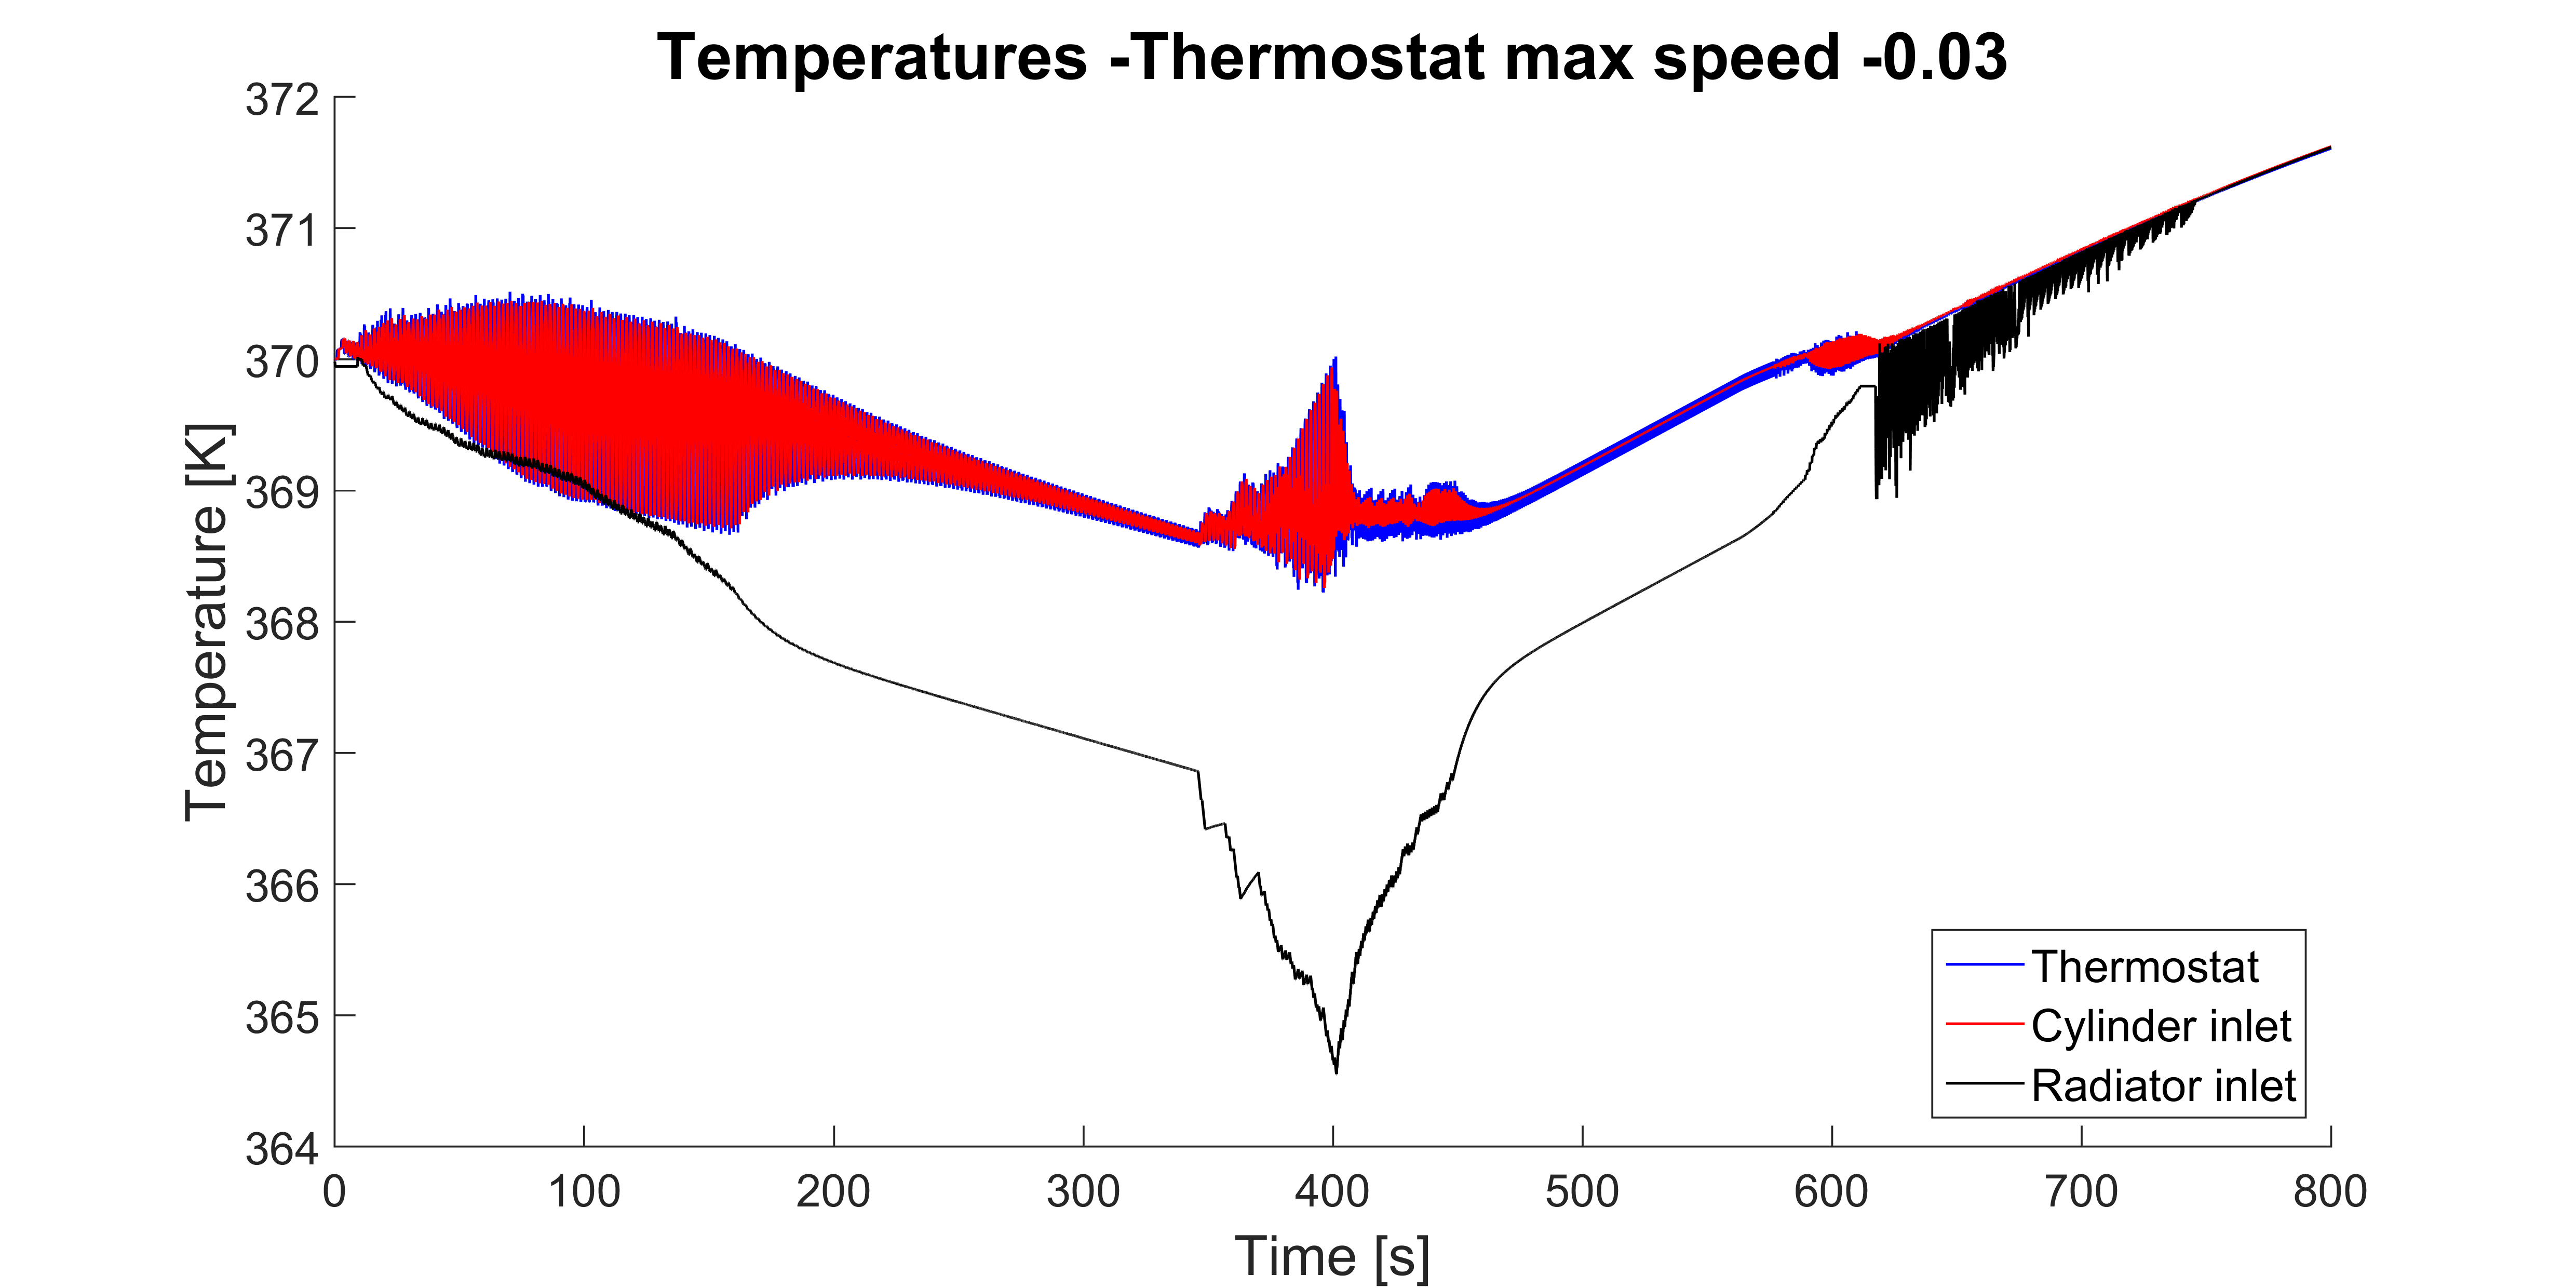 Temperatures -Thermostat max speed -0.03
372
371
370
369
368
367
366
365
364
Temperature [K]
Thermostat
Cylinder inlet
Radiator inlet
0 100 200 300 400 500 600 700 800
Time [s]